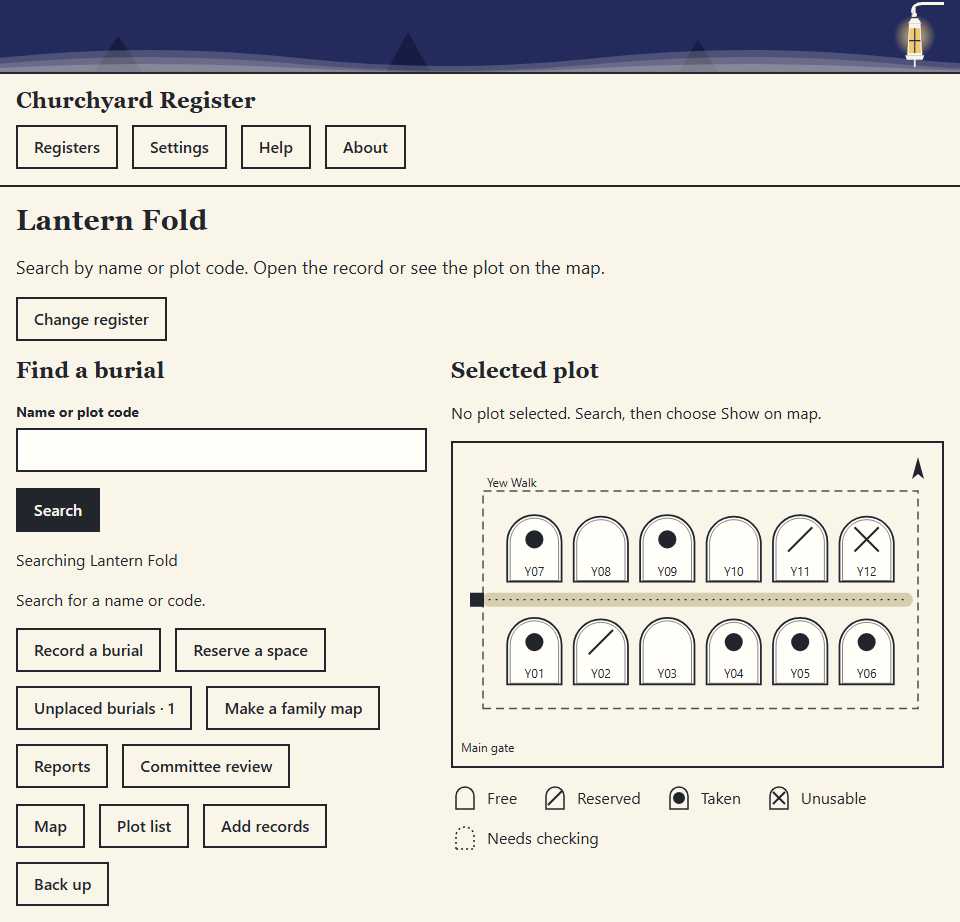 Churchyard Register
Registers
Settings
Help
About
Lantern Fold
Search by name or plot code. Open the record or see the plot on the map.
Change register
Find a burial
Name or plot code
Search
Searching Lantern Fold
Search for a name or code.
Record a burial
Reserve a space
Unplaced burials · 1
Make a family map
Reports
Committee review
Map
Plot list
Add records
Back up
Selected plot
No plot selected. Search, then choose Show on map.
Yew Walk
Y07
Y08
Y09
Y10
Y11
Y12
Y01
Y02
Y03
Y04
Y05
Y06
Main gate
Free
Reserved
Taken
Unusable
Needs checking